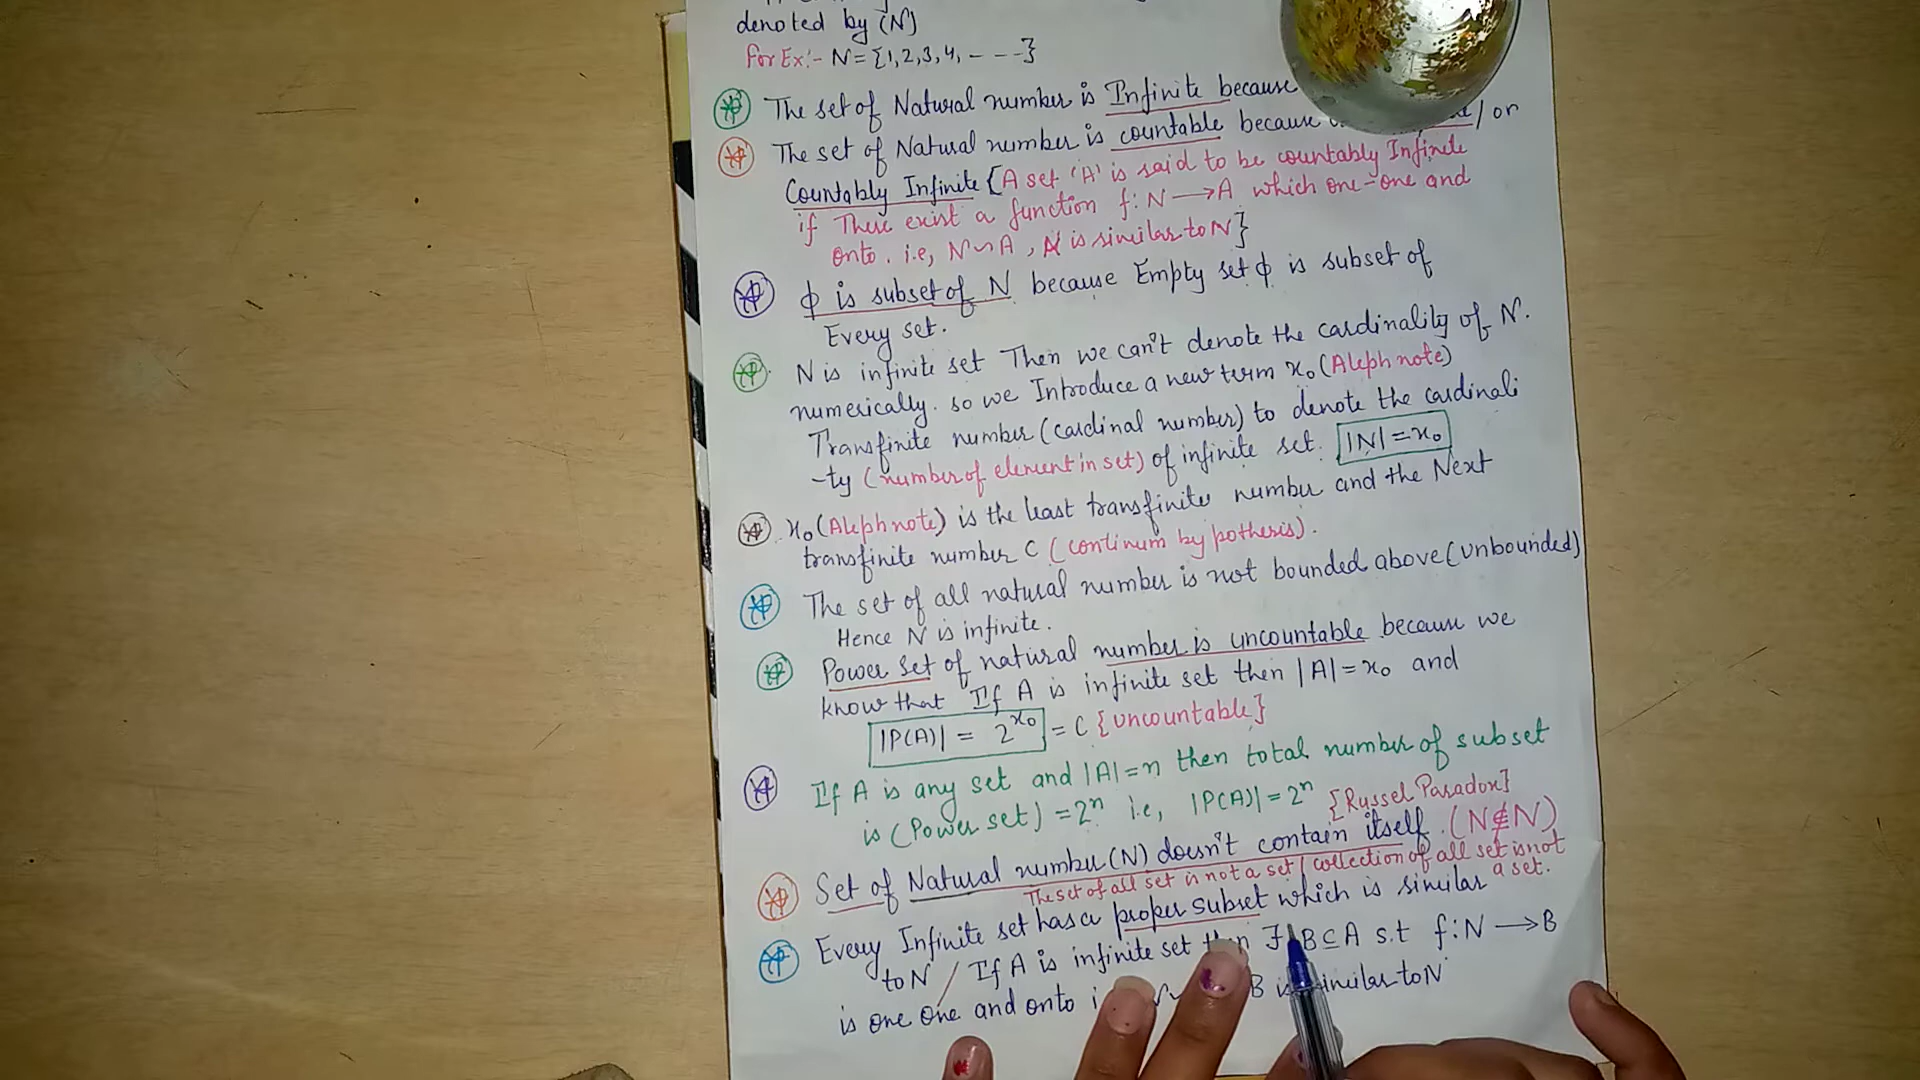 denoted by (N)
for Ex:- N = {1,2,3,4, - - -}
The set of Natural number is Infinite because
The set of Natural number is countable because / or
Countably Infinite {A set 'A' is said to be countably Infinite
if There exist a function f: N → A which one-one and
onto. i.e, N ~ A, A is similar to N}
ϕ is subset of N because Empty set ϕ is subset of
Every set.
N is infinite set Then we can't denote the cardinality of N.
numerically. so we Introduce a new term x₀ (Aleph note)
Transfinite number (cardinal number) to denote the cardinali
-ty (number of element in set) of infinite set. |N| = x₀
x₀ (Aleph note) is the least transfinite number and the Next
transfinite number C (continum by pothesis).
The set of all natural number is not bounded above (unbounded)
Hence N is infinite.
Power set of natural number is uncountable because we
know that If A is infinite set then |A| = x₀ and
|P(A)| = 2^x₀ = C {uncountable}
If A is any set and |A| = n then total number of subset
is (Power set) = 2ⁿ i.e, |P(A)| = 2ⁿ {Russel Paradox}
Set of Natural number (N) doesn't contain itself. (N ∉ N)
The set of all set is not a set / collection of all set is not a set.
Every Infinite set has a proper subset which is similar
to N / If A is infinite set then ∃ B ⊆ A s.t f: N → B
is one one and onto B is similar to N